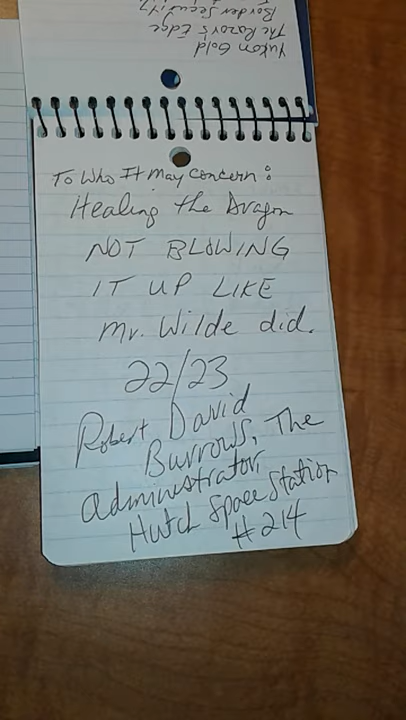 Yukon Gold
The Razor's Edge
Border Security
To Who It May Concern:
Healing the Dragon
NOT BLOWING
IT UP LIKE
Mr. Wilde did.
22/23
Robert David
Burrows, The
administrator,
Hutch Space Station
#214